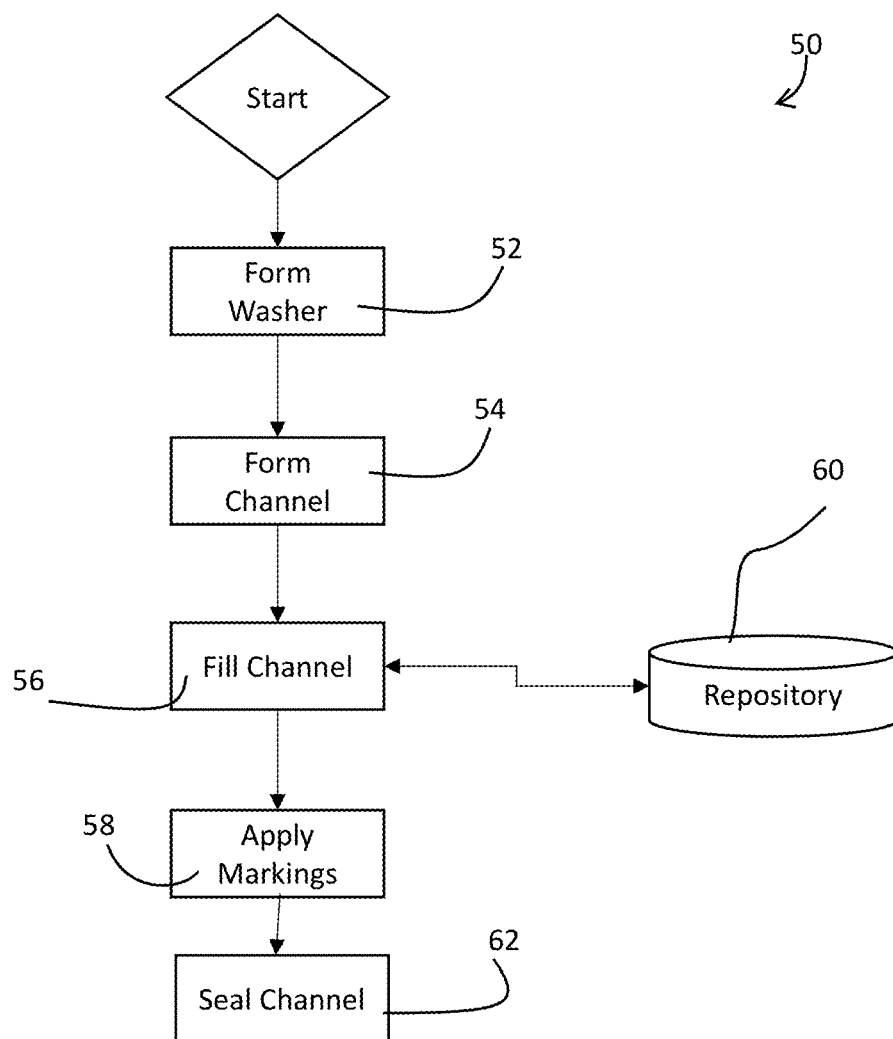 Start
50
Form
Washer
52
Form
Channel
54
Fill Channel
56
60
Repository
Apply
Markings
58
Seal Channel
62